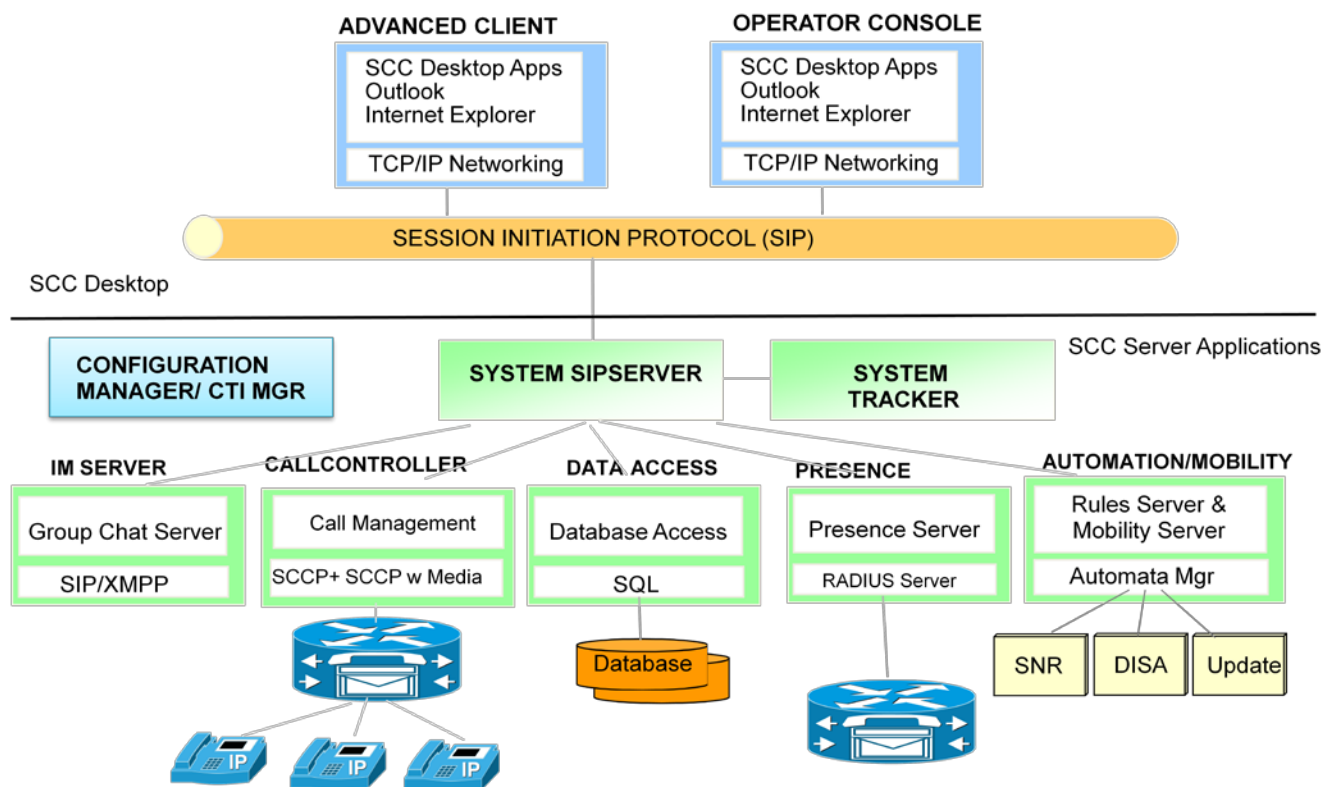 ADVANCED CLIENT
OPERATOR CONSOLE
SCC Desktop Apps
Outlook
Internet Explorer
TCP/IP Networking
SCC Desktop Apps
Outlook
Internet Explorer
TCP/IP Networking
SESSION INITIATION PROTOCOL (SIP)
SCC Desktop
SCC Server Applications
CONFIGURATION
MANAGER/ CTI MGR
SYSTEM SIPSERVER
SYSTEM
TRACKER
IM SERVER
Group Chat Server
SIP/XMPP
CALLCONTROLLER
Call Management
SCCP+ SCCP w Media
DATA ACCESS
Database Access
SQL
PRESENCE
Presence Server
RADIUS Server
AUTOMATION/MOBILITY
Rules Server &
Mobility Server
Automata Mgr
Database
SNR
DISA
Update
IP
IP
IP